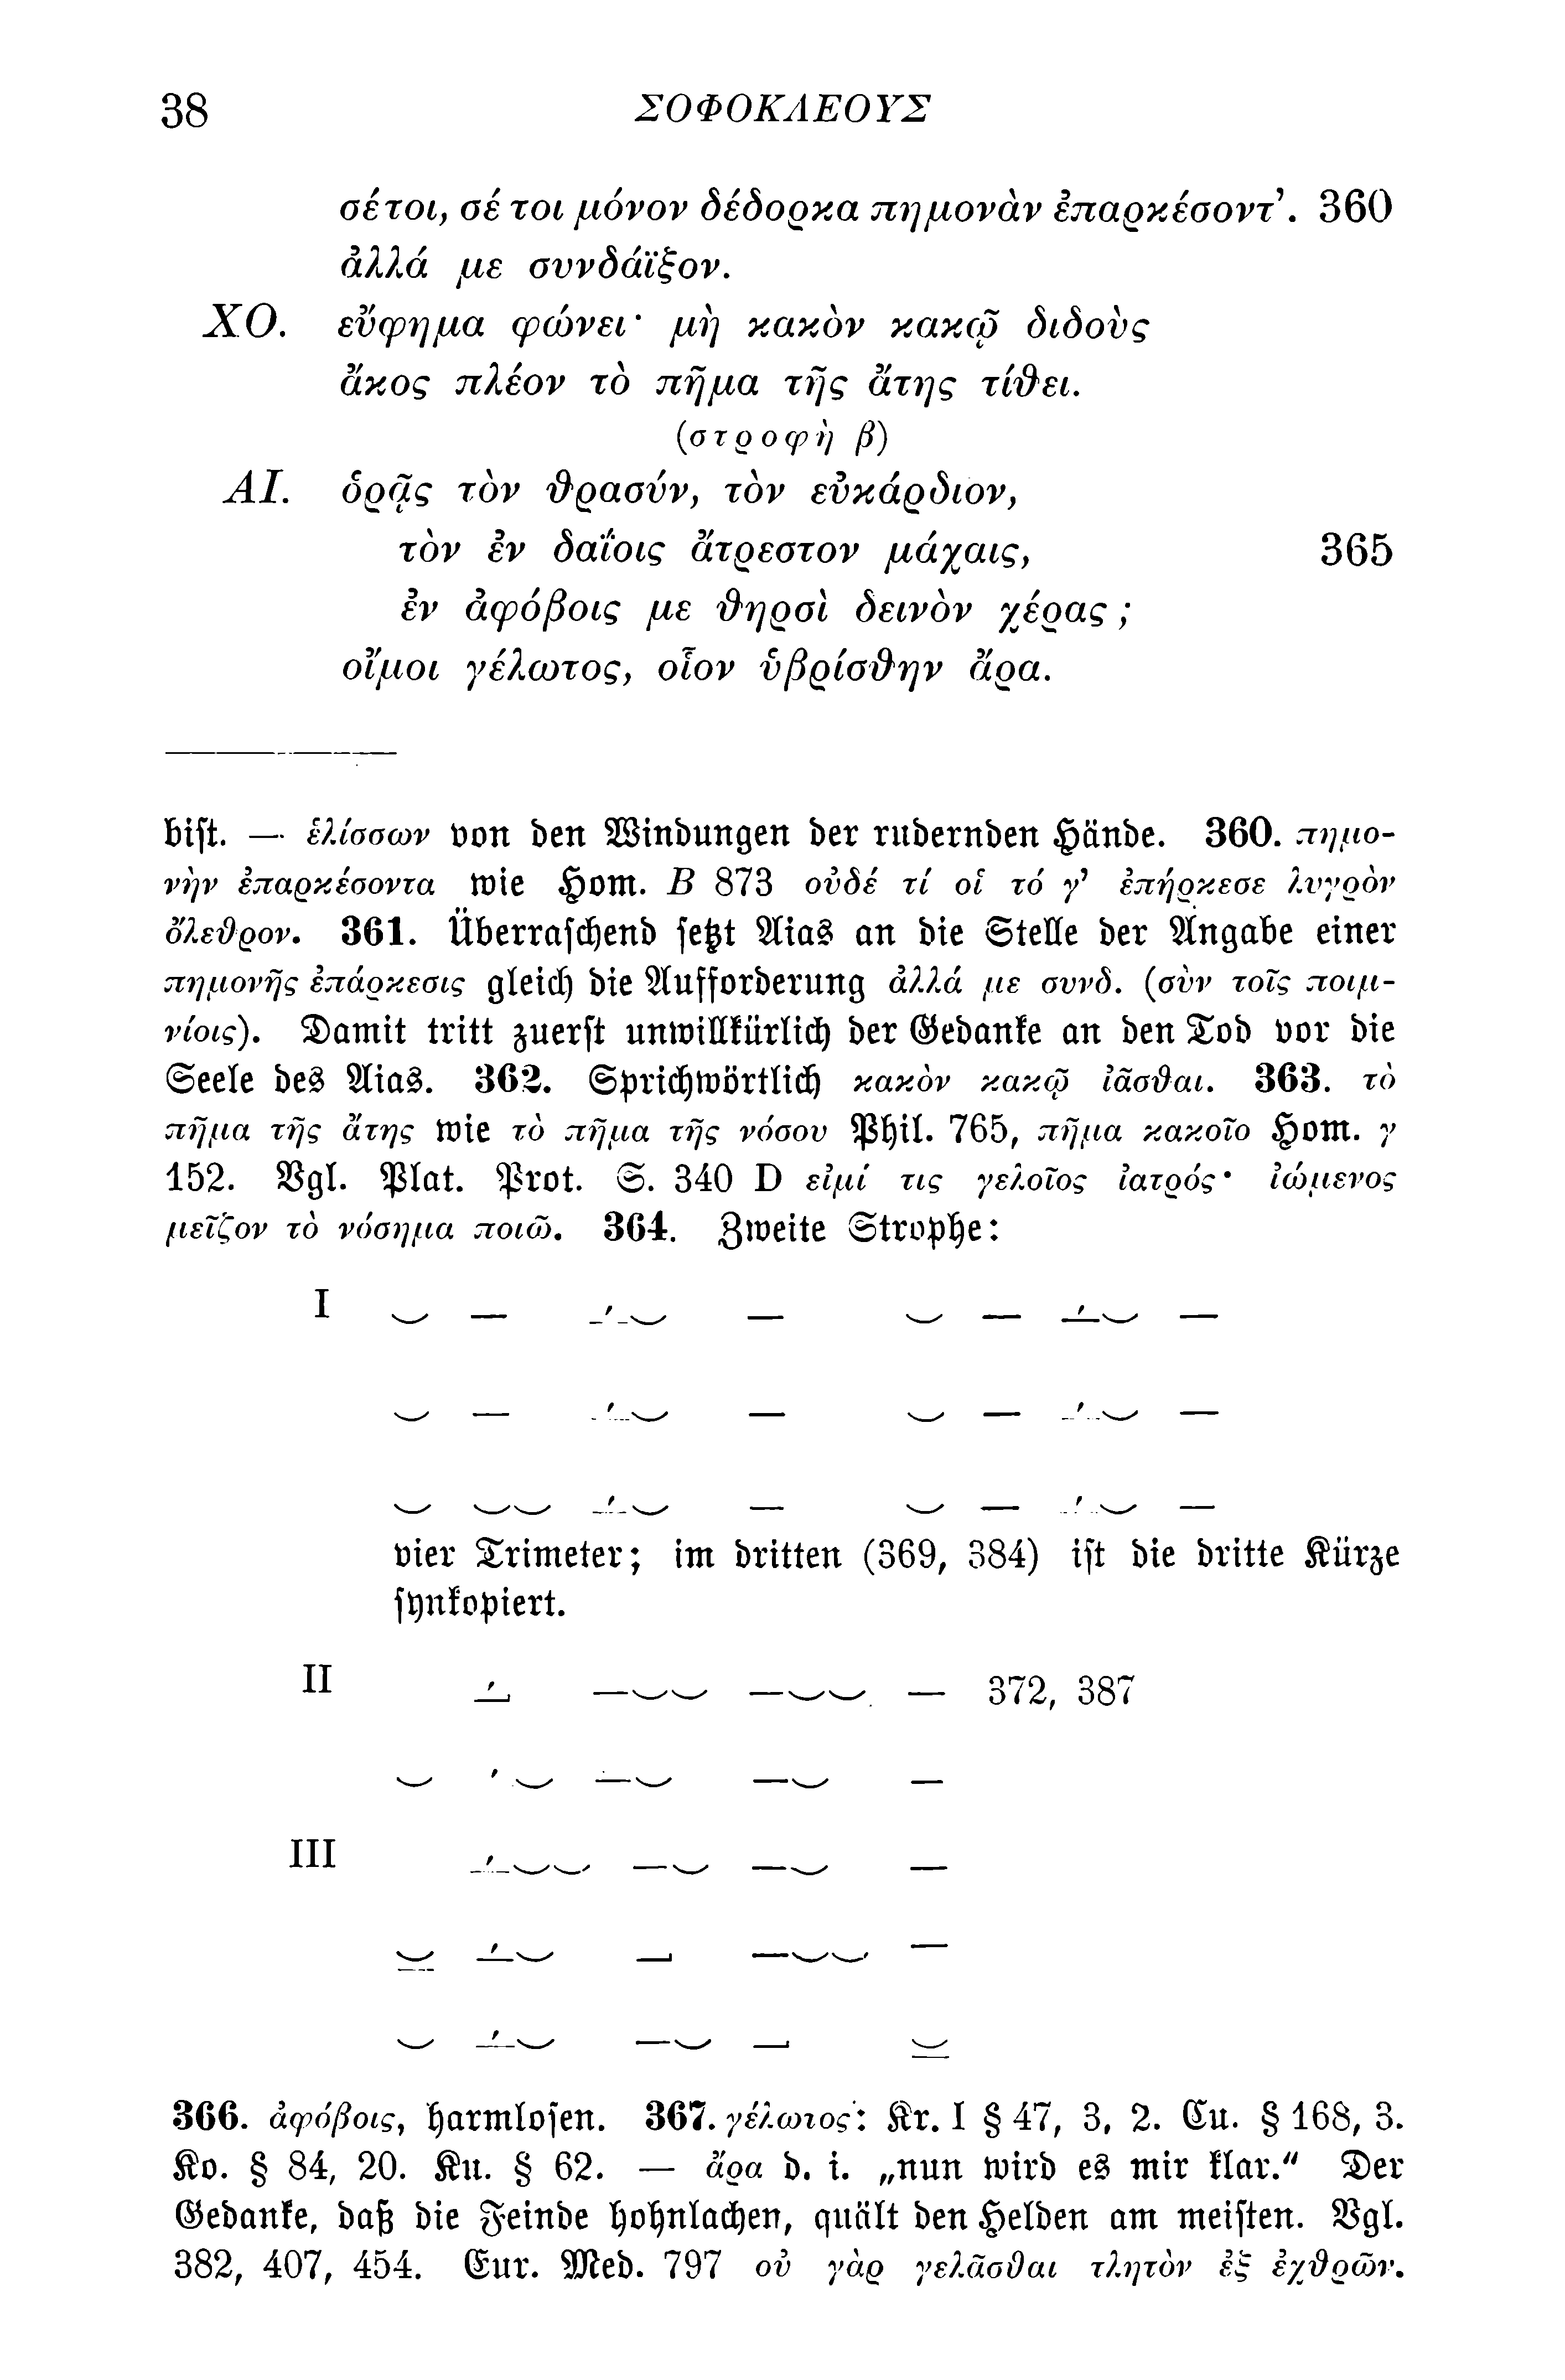 38 ΣΟΦΟΚΛΕΟΥΣ
σέ τοι, σέ τοι μόνον δέδορκα πημονὰν ἐπαρκέσοντ’. 360
ἀλλά με συνδάϊξον.
ΧΟ. εὔφημα φώνει· μὴ κακὸν κακῷ διδοὺς
ἄκος πλέον τὸ πῆμα τῆς ἄτης τίθει.
(στροφὴ β)
ΑΙ. ὁρᾷς τὸν θρασύν, τὸν εὐκάρδιον,
τὸν ἐν δαΐοις ἄτρεστον μάχαις, 365
ἐν ἀφόβοις με θηρσὶ δεινὸν χέρας;
οἴμοι γέλωτος, οἷον ὑβρίσθην ἄρα.
bist. — ἑλίσσων von den Windungen der rudernden Hände. 360. πημο-
νὴν ἐπαρκέσοντα wie Hom. B 873 οὐδέ τί οἱ τό γ’ ἐπήρκεσε λυγρὸν
ὄλεθρον. 361. Überraschend setzt Aias an die Stelle der Angabe einer
πημονῆς ἐπάρκεσις gleich die Aufforderung ἀλλά με συνδ. (σὺν τοῖς ποιμ-
νίοις). Damit tritt zuerst unwillkürlich der Gedanke an den Tod vor die
Seele des Aias. 362. Sprichwörtlich κακὸν κακῷ ἰᾶσθαι. 363. τὸ
πῆμα τῆς ἄτης wie τὸ πῆμα τῆς νόσου Phil. 765, πῆμα κακοῖο Hom. γ
152. Vgl. Plat. Prot. S. 340 D εἰμί τις γελοῖος ἰατρός· ἰώμενος
μεῖζον τὸ νόσημα ποιῶ. 364. Zweite Strophe:
I ⏑ – –́⏑ – ⏑ – –́⏑ –
⏑ – –́⏑ – ⏑ – –́⏑ –
⏑ ⏑⏑ –́⏑ – ⏑ – –́⏑ –
vier Trimeter; im dritten (369, 384) ist die dritte Kürze
synkopiert.
II –́ –⏑⏑ –⏑⏑ – 372, 387
⏑ –́⏑ –⏑ –⏑ –
III –́⏑⏑ –⏑ –⏑ –
⏑ –́⏑ – –⏑⏑ –
⏑ –́⏑ –⏑ – ⏑
366. ἀφόβοις, harmlosen. 367. γέλωτος: Kr. I § 47, 3, 2. Cu. § 168, 3.
Ko. § 84, 20. Ku. § 62. — ἄρα d. i. „nun wird es mir klar." Der
Gedanke, daß die Feinde hohnlachen, quält den Helden am meisten. Vgl.
382, 407, 454. Eur. Med. 797 οὐ γὰρ γελᾶσθαι τλητὸν ἐξ ἐχθρῶν.